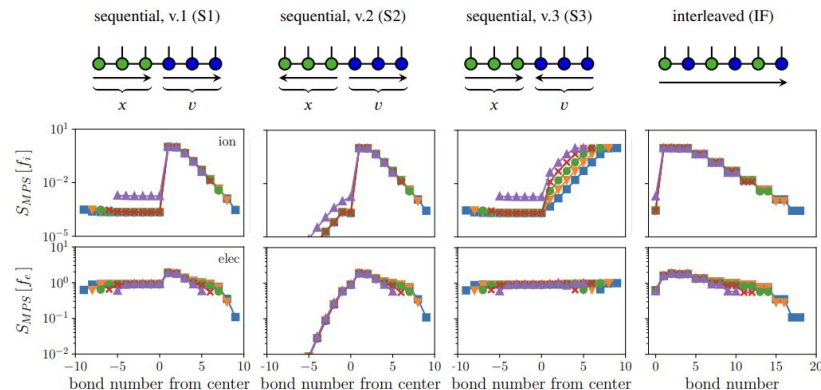 sequential, v.1 (S1) sequential, v.2 (S2) sequential, v.3 (S3) interleaved (IF)
x v x v x v
S_MPS [f_i]
10^1
10^-2
10^-5
ion
S_MPS [f_e]
10^1
10^0
10^-1
10^-2
elec
−10 −5 0 5 10 −10 −5 0 5 10 −10 −5 0 5 10 0 5 10 15 20
bond number from center bond number from center bond number from center bond number